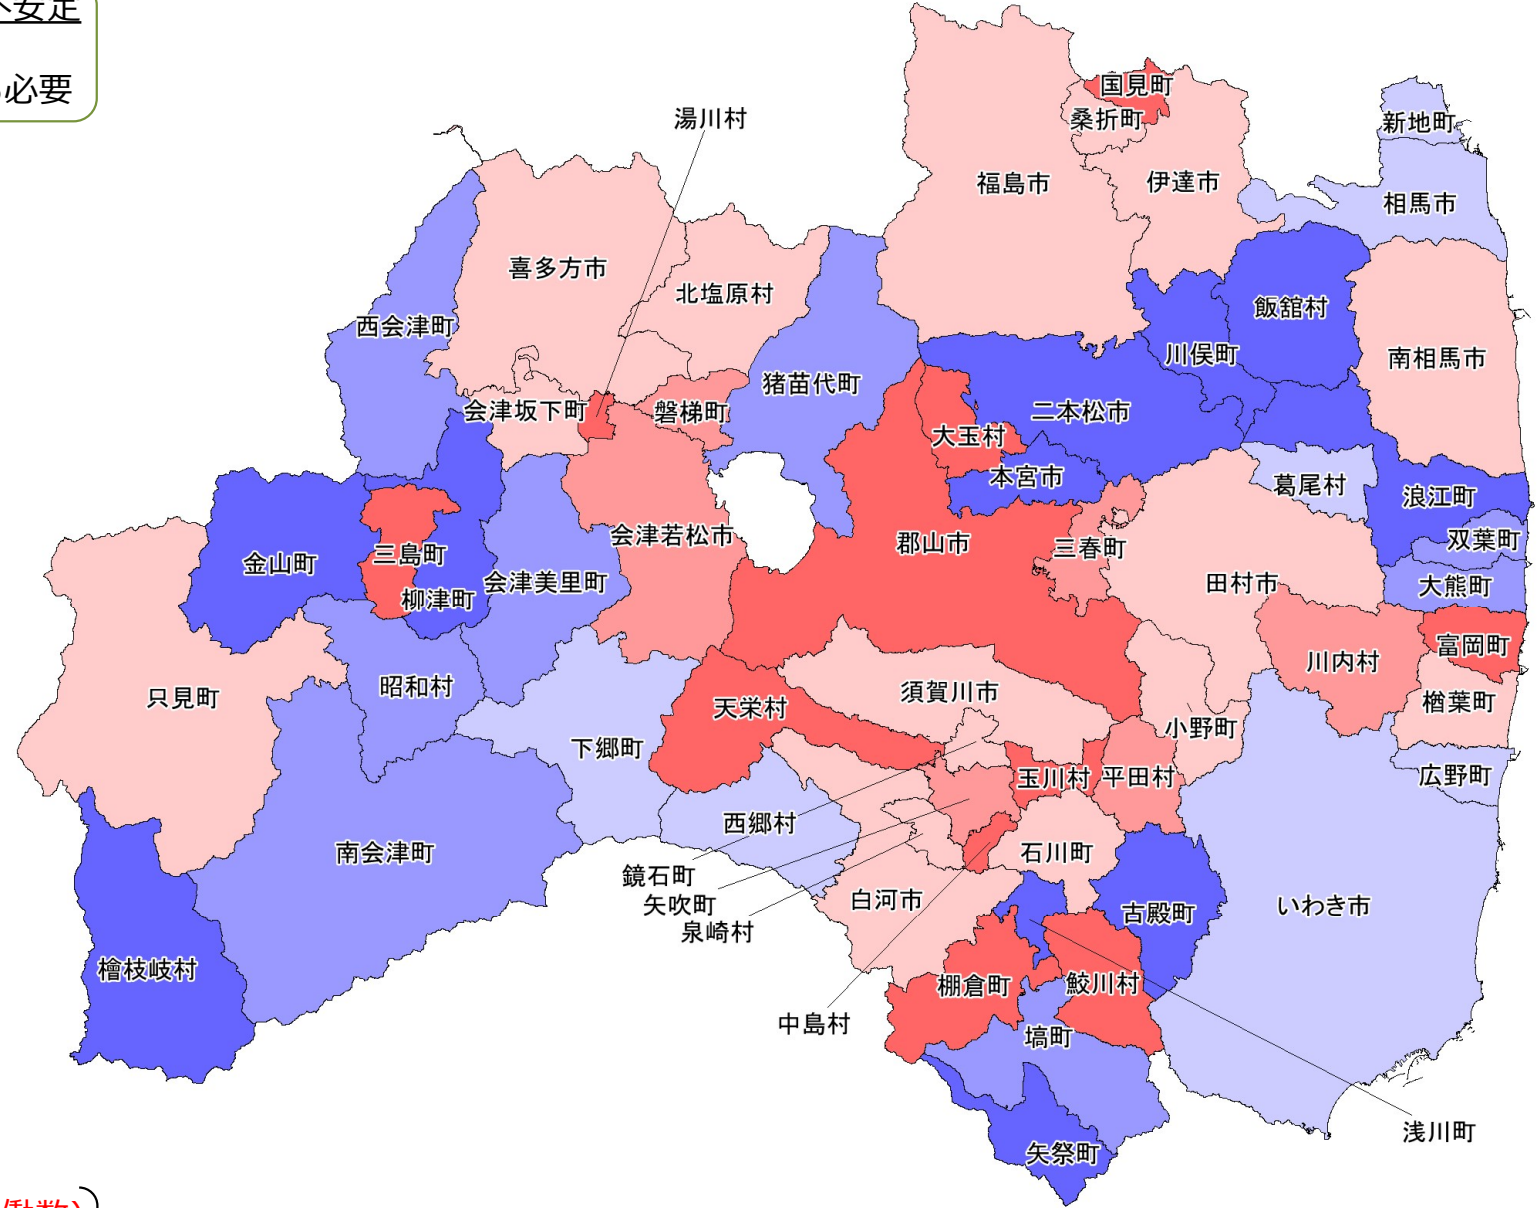 必要
国見町
桑折町
湯川村
新地町
福島市
伊達市
相馬市
喜多方市
北塩原村
飯舘村
西会津町
川俣町
南相馬市
猪苗代町
会津坂下町
磐梯町
二本松市
大玉村
本宮市
葛尾村
浪江町
会津若松市
郡山市
三春町
双葉町
三島町
金山町
会津美里町
田村市
大熊町
柳津町
富岡町
川内村
昭和村
只見町
須賀川市
楢葉町
天栄村
小野町
下郷町
玉川村
平田村
広野町
西郷村
南会津町
石川町
鏡石町
矢吹町
白河市
泉崎村
古殿町
いわき市
檜枝岐村
棚倉町
鮫川村
中島村
塙町
浅川町
矢祭町
働数)